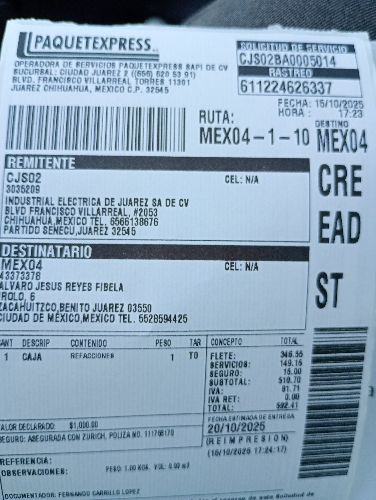 PAQUETEXPRESS
SOLICITUD DE SERVICIO
CJS02BA0005014
RASTREO
611224626337
OPERADORA DE SERVICIOS PAQUETEXPRESS SAPI DE CV
SUCURSAL: CIUDAD JUAREZ 2 ((656) 620 53 91)
BLVD. FRANCISCO VILLARREAL TORRES 11391
JUAREZ CHIHUAHUA, MEXICO C.P. 32545
FECHA: 15/10/2025
HORA: 17:23
RUTA:
MEX04-1-10
DESTINO
MEX04
CRE
EAD
ST
REMITENTE
CJS02
CEL: N/A
3035209
INDUSTRIAL ELECTRICA DE JUAREZ SA DE CV
BLVD FRANCISCO VILLARREAL, #2053
CHIHUAHUA,MEXICO TEL. 6566138676
PARTIDO SENECU,JUAREZ 32545
DESTINATARIO
MEX04
CEL: N/A
43373378
ALVARO JESUS REYES FIBELA
ROLO, 6
ZACAHUITZCO,BENITO JUAREZ 03550
CIUDAD DE MÉXICO,MEXICO TEL. 5528594425
CANT DESCRIP CONTENIDO PESO TAR
1 CAJA REFACCIONES 1 T0
CONCEPTO TOTAL
FLETE: 346.55
SERVICIOS: 149.15
SEGURO: 15.00
SUBTOTAL: 510.70
IVA: 81.71
IVA RET: 0.00
TOTAL: 592.41
VALOR DECLARADO: $1,000.00
SEGURO: ASEGURADA CON ZURICH, POLIZA NO. 111768170
FECHA ESTIMADA DE ENTREGA
20/10/2025
(REIMPRESION)
(15/10/2025 17:24:17)
REFERENCIA:
OBSERVACIONES:
PESO: 1.00 KGS. VOL: 0.00 m3
DOCUMENTADOR: FERNANDO CARRILLO LOPEZ